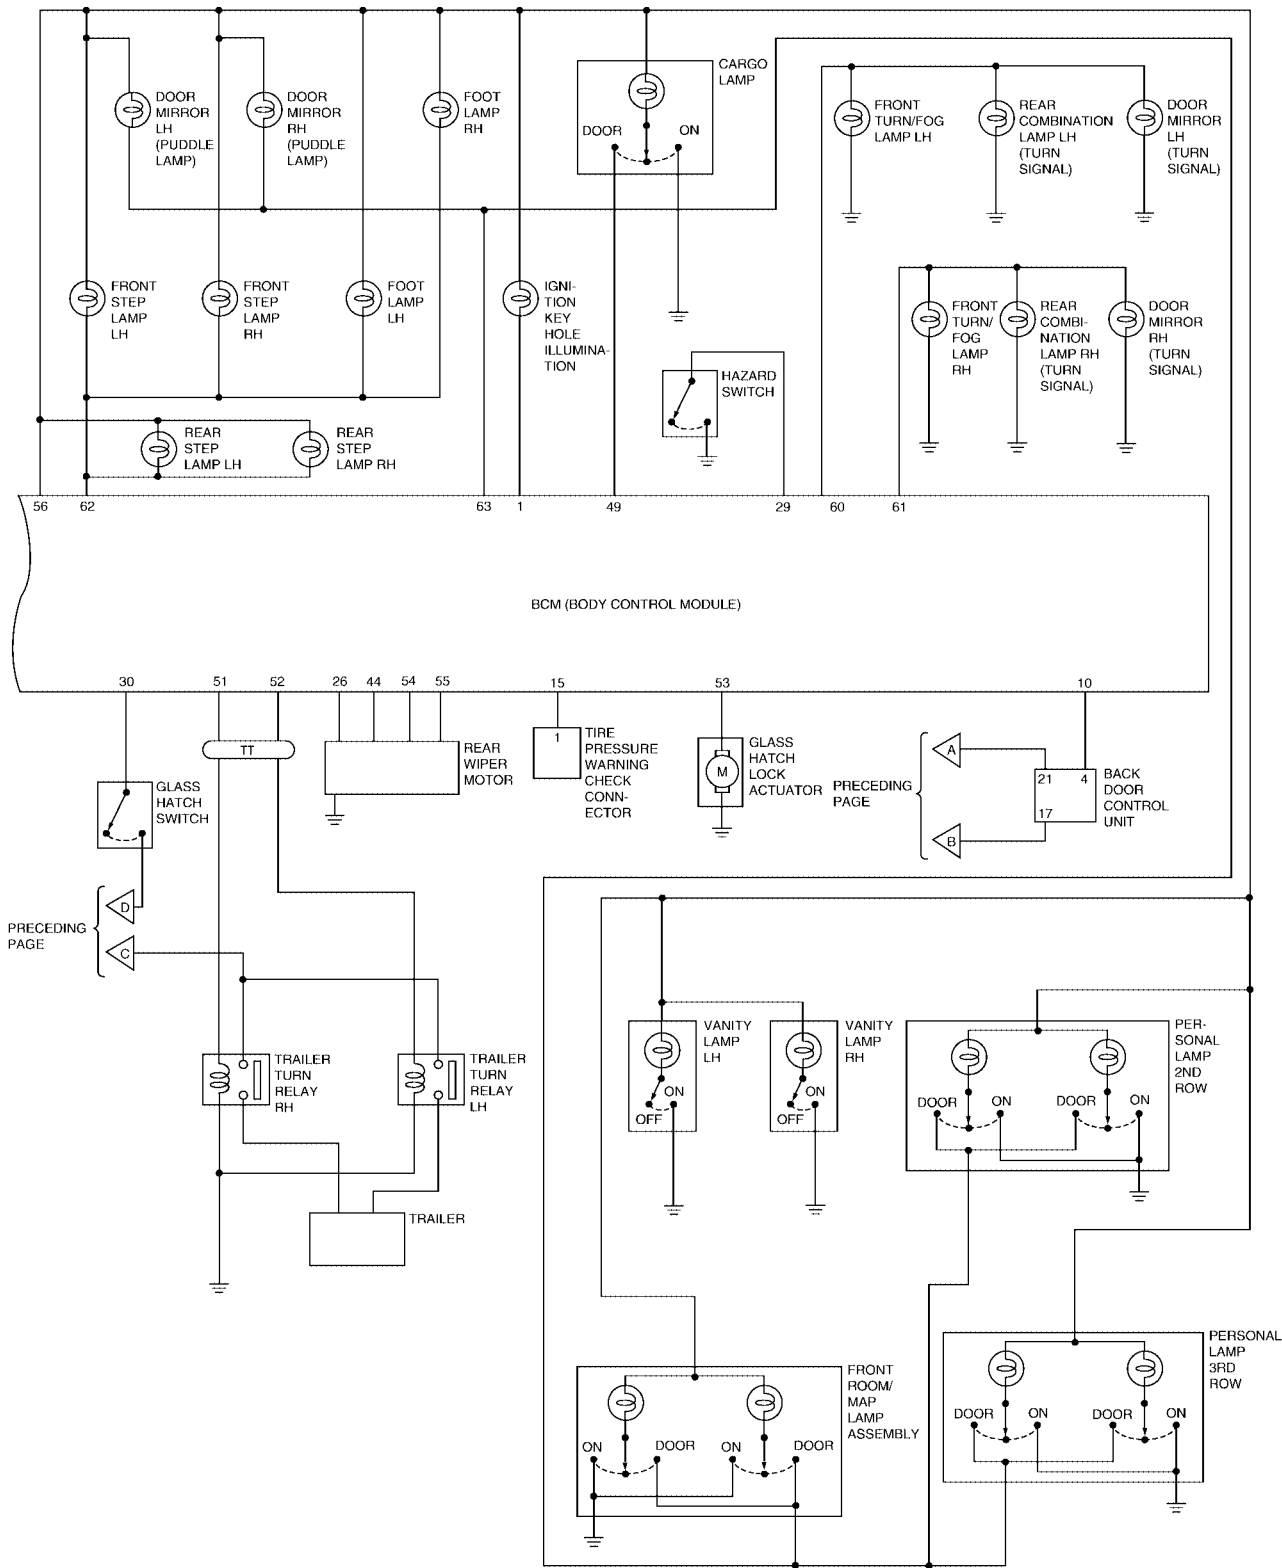 CARGO
LAMP
DOOR
MIRROR
LH
(PUDDLE
LAMP)
DOOR
MIRROR
RH
(PUDDLE
LAMP)
FOOT
LAMP
RH
DOOR
ON
FRONT
TURN/FOG
LAMP LH
REAR
COMBINATION
LAMP LH
(TURN
SIGNAL)
DOOR
MIRROR
LH
(TURN
SIGNAL)
FRONT
STEP
LAMP
LH
FRONT
STEP
LAMP
RH
FOOT
LAMP
LH
IGNI-
TION
KEY
HOLE
ILLUMINA-
TION
FRONT
TURN/
FOG
LAMP
RH
REAR
COMBI-
NATION
LAMP RH
(TURN
SIGNAL)
DOOR
MIRROR
RH
(TURN
SIGNAL)
HAZARD
SWITCH
REAR
STEP
LAMP LH
REAR
STEP
LAMP RH
56 62 63 1 49 29 60 61
BCM (BODY CONTROL MODULE)
30 51 52 26 44 54 55 15 53 10
TT
GLASS
HATCH
SWITCH
REAR
WIPER
MOTOR
1
TIRE
PRESSURE
WARNING
CHECK
CONN-
ECTOR
M
GLASS
HATCH
LOCK
ACTUATOR
PRECEDING
PAGE
A
B
21 4
17
BACK
DOOR
CONTROL
UNIT
PRECEDING
PAGE
D
C
TRAILER
TURN
RELAY
RH
TRAILER
TURN
RELAY
LH
TRAILER
VANITY
LAMP
LH
ON
OFF
VANITY
LAMP
RH
ON
OFF
PER-
SONAL
LAMP
2ND
ROW
DOOR ON DOOR ON
FRONT
ROOM/
MAP
LAMP
ASSEMBLY
ON DOOR ON DOOR
PERSONAL
LAMP
3RD
ROW
DOOR ON DOOR ON